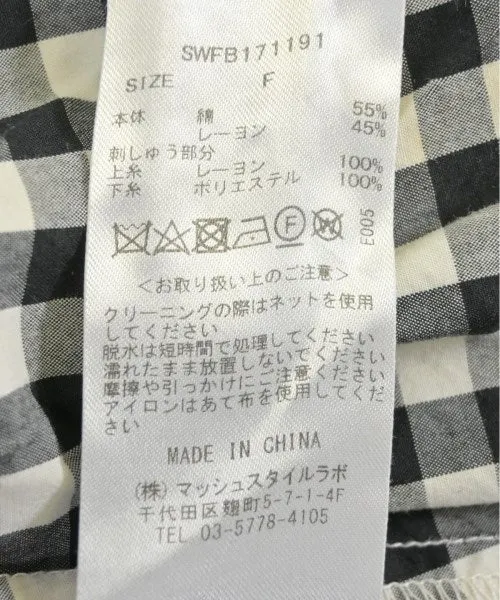 SWFB171191
SIZE F
本体 綿 55%
レーヨン 45%
刺しゅう部分
上糸 レーヨン 100%
下糸 ポリエステル 100%
F
E005
＜お取り扱い上のご注意＞
クリーニングの際はネットを使用
してください
脱水は短時間で処理してください
濡れたまま放置しないでください
摩擦や引っかけにご注意ください
アイロンはあて布を使用してくだ
さい
MADE IN CHINA
(株) マッシュスタイルラボ
千代田区麹町5-7-1-4F
TEL 03-5778-4105